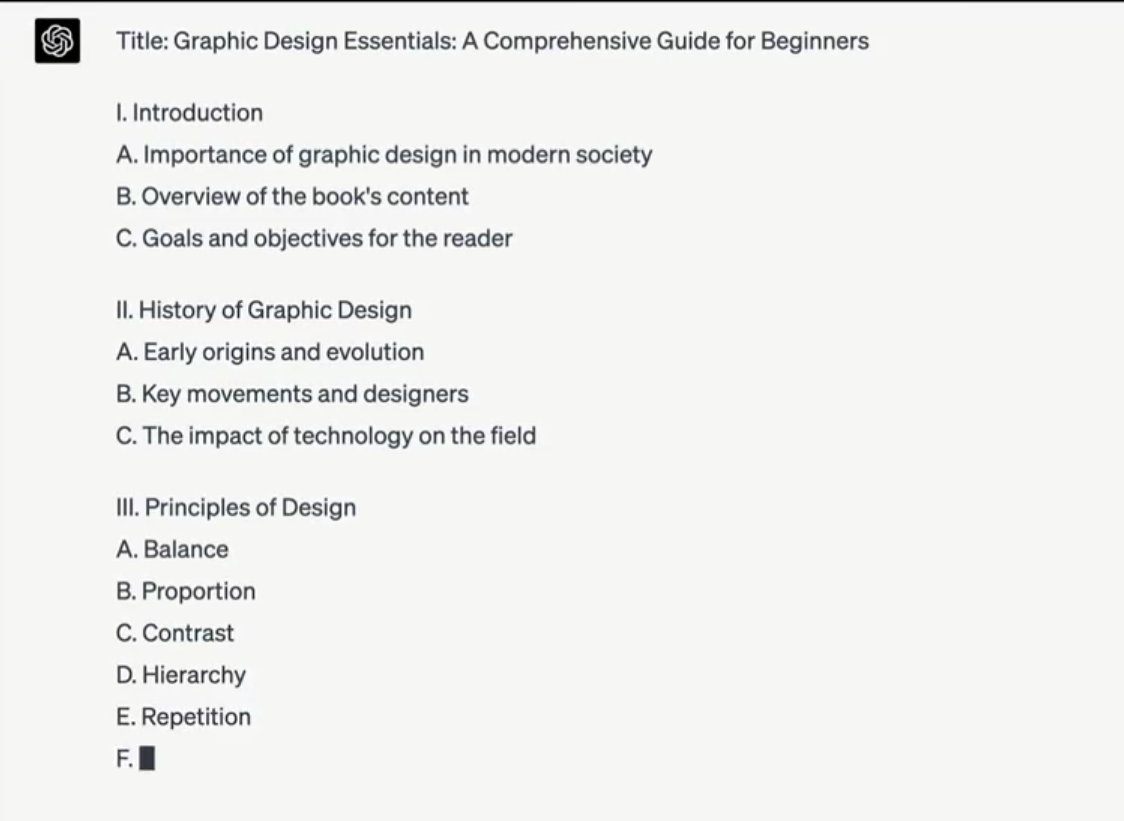 Title: Graphic Design Essentials: A Comprehensive Guide for Beginners
I. Introduction
A. Importance of graphic design in modern society
B. Overview of the book's content
C. Goals and objectives for the reader
II. History of Graphic Design
A. Early origins and evolution
B. Key movements and designers
C. The impact of technology on the field
III. Principles of Design
A. Balance
B. Proportion
C. Contrast
D. Hierarchy
E. Repetition
F.